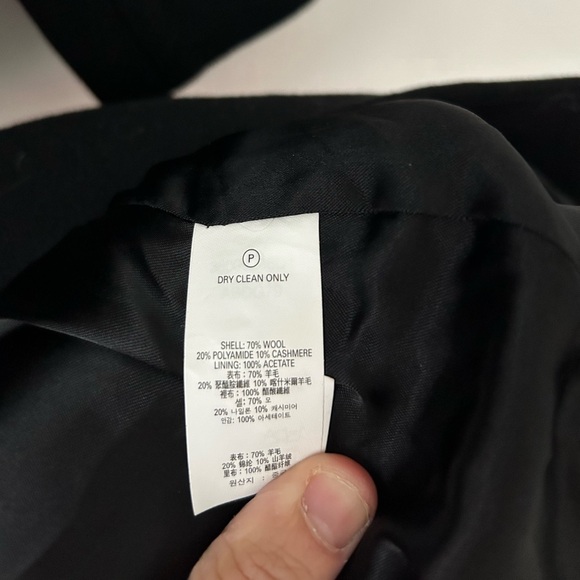 P
DRY CLEAN ONLY
SHELL: 70% WOOL
20% POLYAMIDE 10% CASHMERE
LINING: 100% ACETATE
表布：70% 羊毛
20% 聚醯胺纖維 10% 喀什米爾羊毛
裡布：100% 醋酸纖維
셀: 70% 모
20% 나일론 10% 캐시미어
안감: 100% 아세테이트
表布：70% 羊毛
20% 錦纶 10% 山羊绒
里布：100% 醋酯纤维
원산지 :